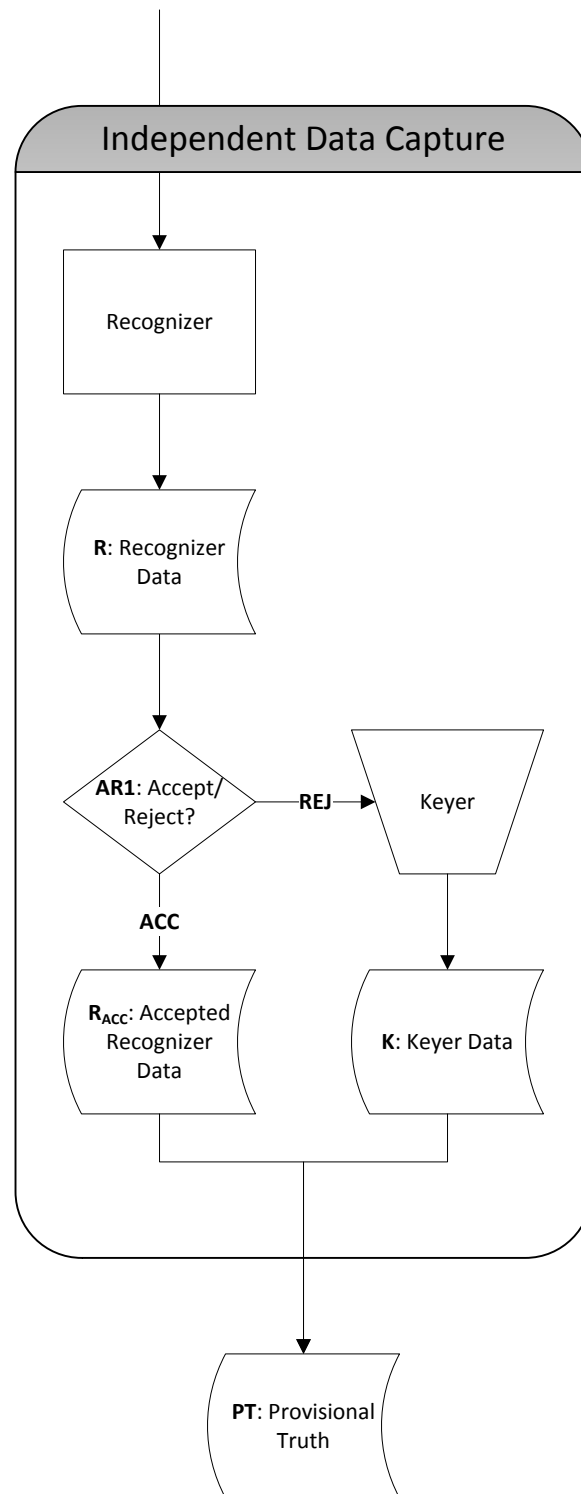 Independent Data Capture
Recognizer
R: Recognizer
Data
AR1: Accept/
Reject?
REJ
Keyer
ACC
RACC: Accepted
Recognizer
Data
K: Keyer Data
PT: Provisional
Truth